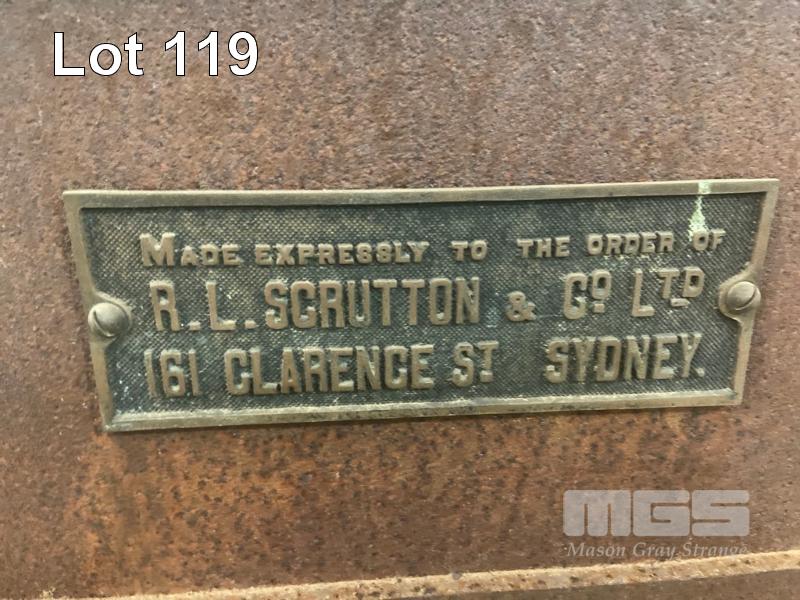 Lot 119
MADE EXPRESSLY TO THE ORDER OF
R.L. SCRUTTON & CO LTD
161 CLARENCE ST SYDNEY.
MGS
Mason Gray Strange